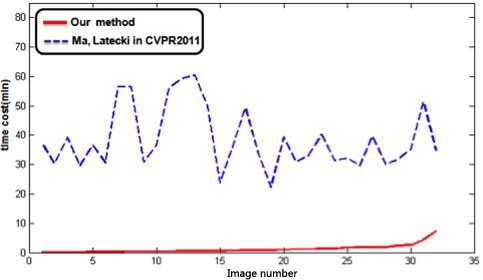 80
70
60
50
40
30
20
10
0
time cost(min)
Our method
Ma, Latecki in CVPR2011
0 5 10 15 20 25 30 35
Image number